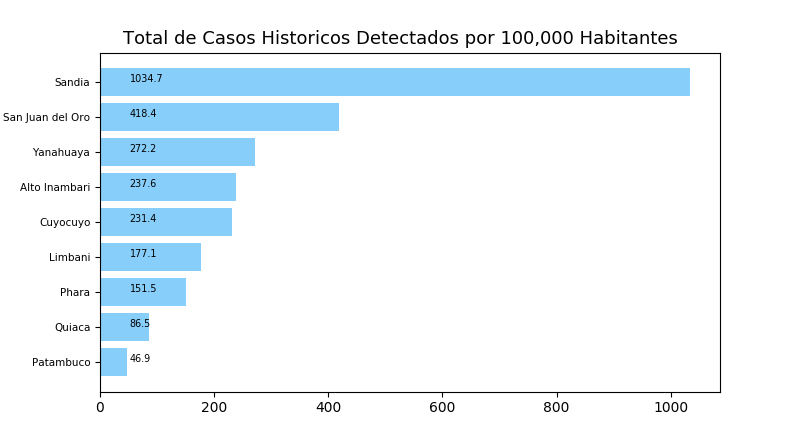 Total de Casos Historicos Detectados por 100,000 Habitantes
Sandia 1034.7
San Juan del Oro 418.4
Yanahuaya 272.2
Alto Inambari 237.6
Cuyocuyo 231.4
Limbani 177.1
Phara 151.5
Quiaca 86.5
Patambuco 46.9
0 200 400 600 800 1000